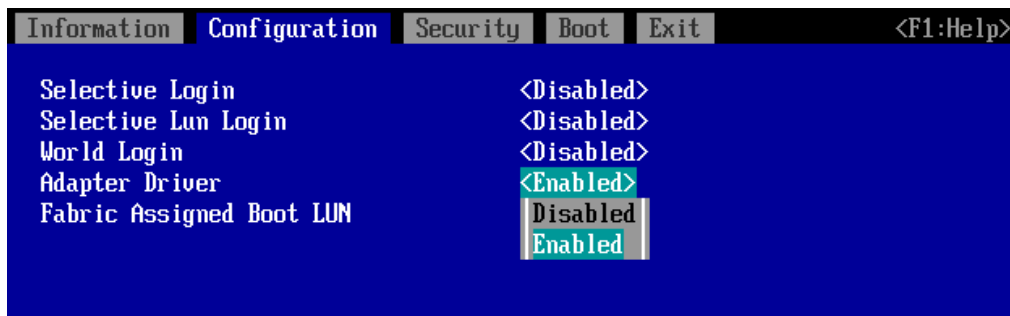 Information Configuration Security Boot Exit <F1:Help>
Selective Login <Disabled>
Selective Lun Login <Disabled>
World Login <Disabled>
Adapter Driver <Enabled>
Fabric Assigned Boot LUN Disabled
Enabled